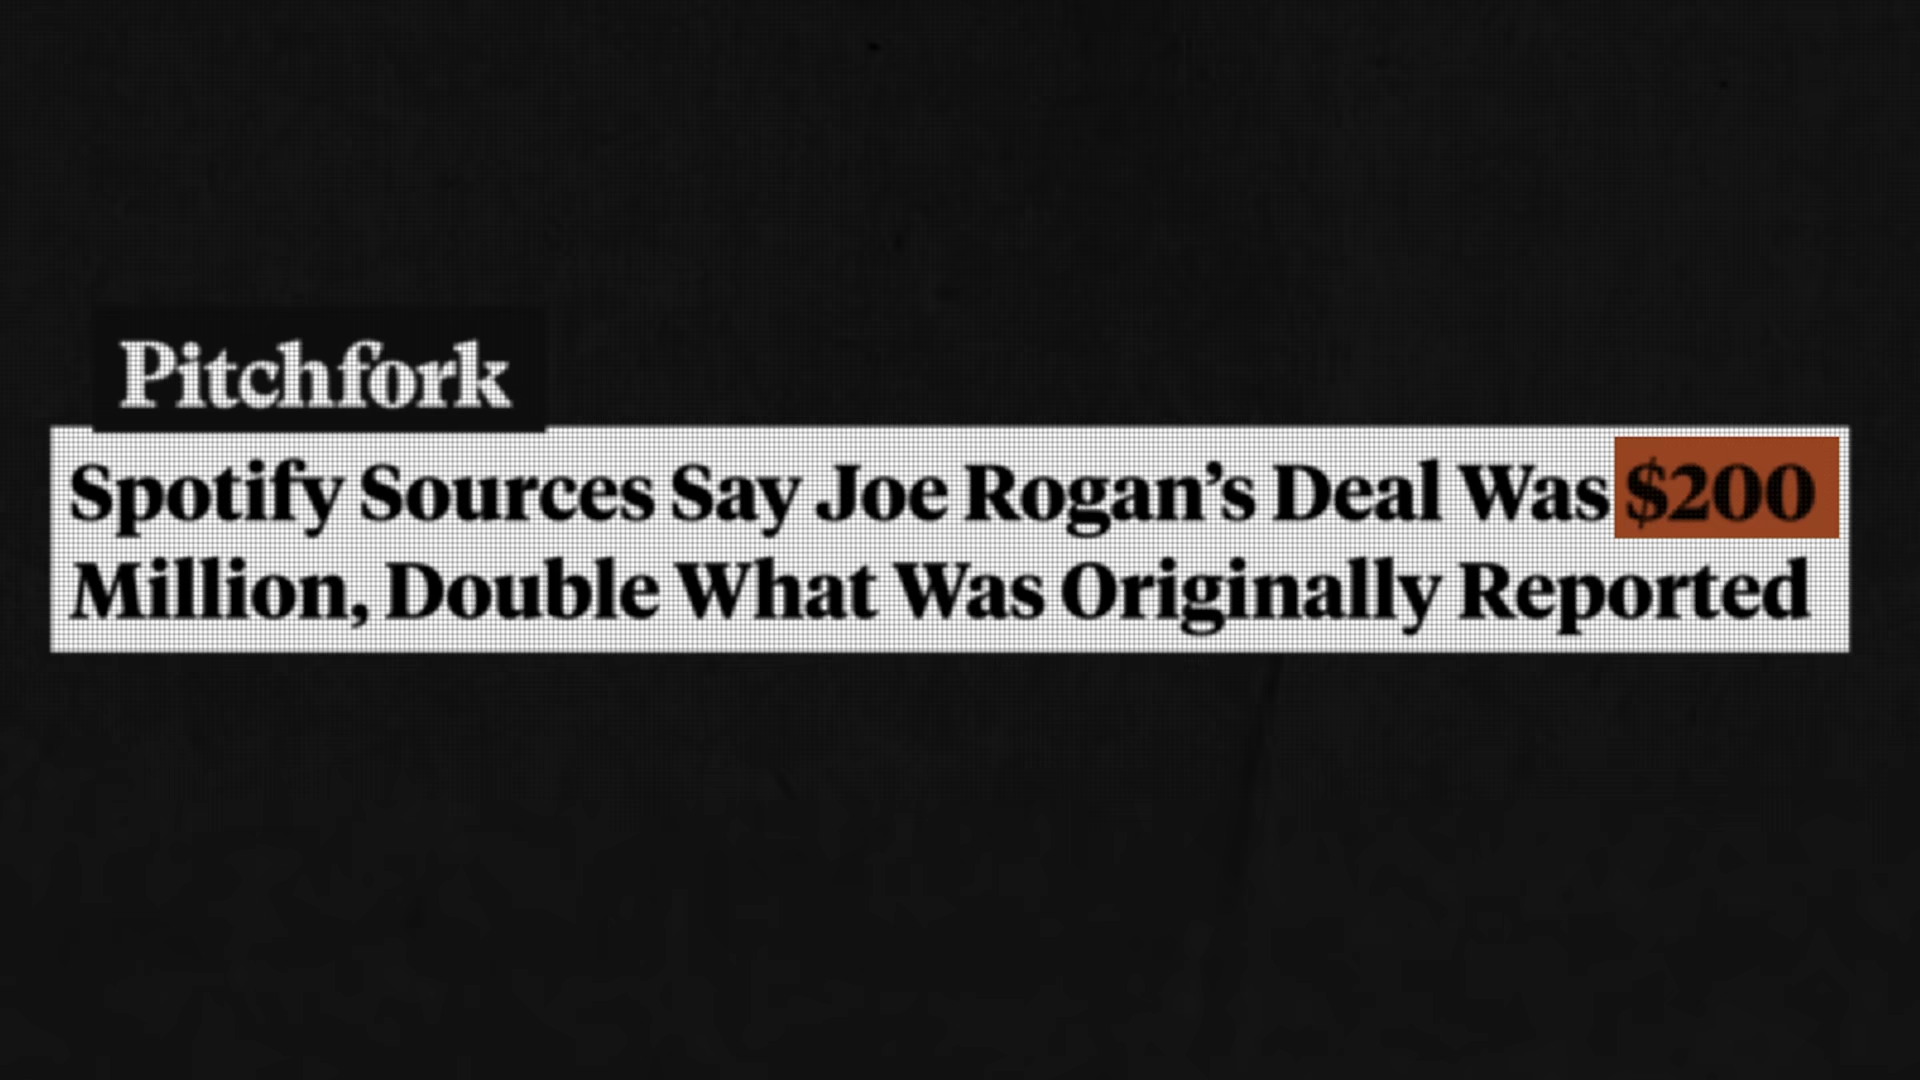 Pitchfork
Spotify Sources Say Joe Rogan’s Deal Was $200
Million, Double What Was Originally Reported